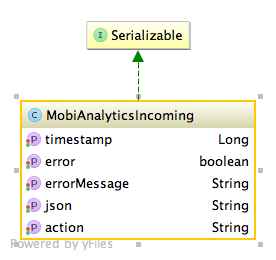 I Serializable
C MobiAnalyticsIncoming
P timestamp Long
P error boolean
P errorMessage String
P json String
P action String
Powered by yFiles